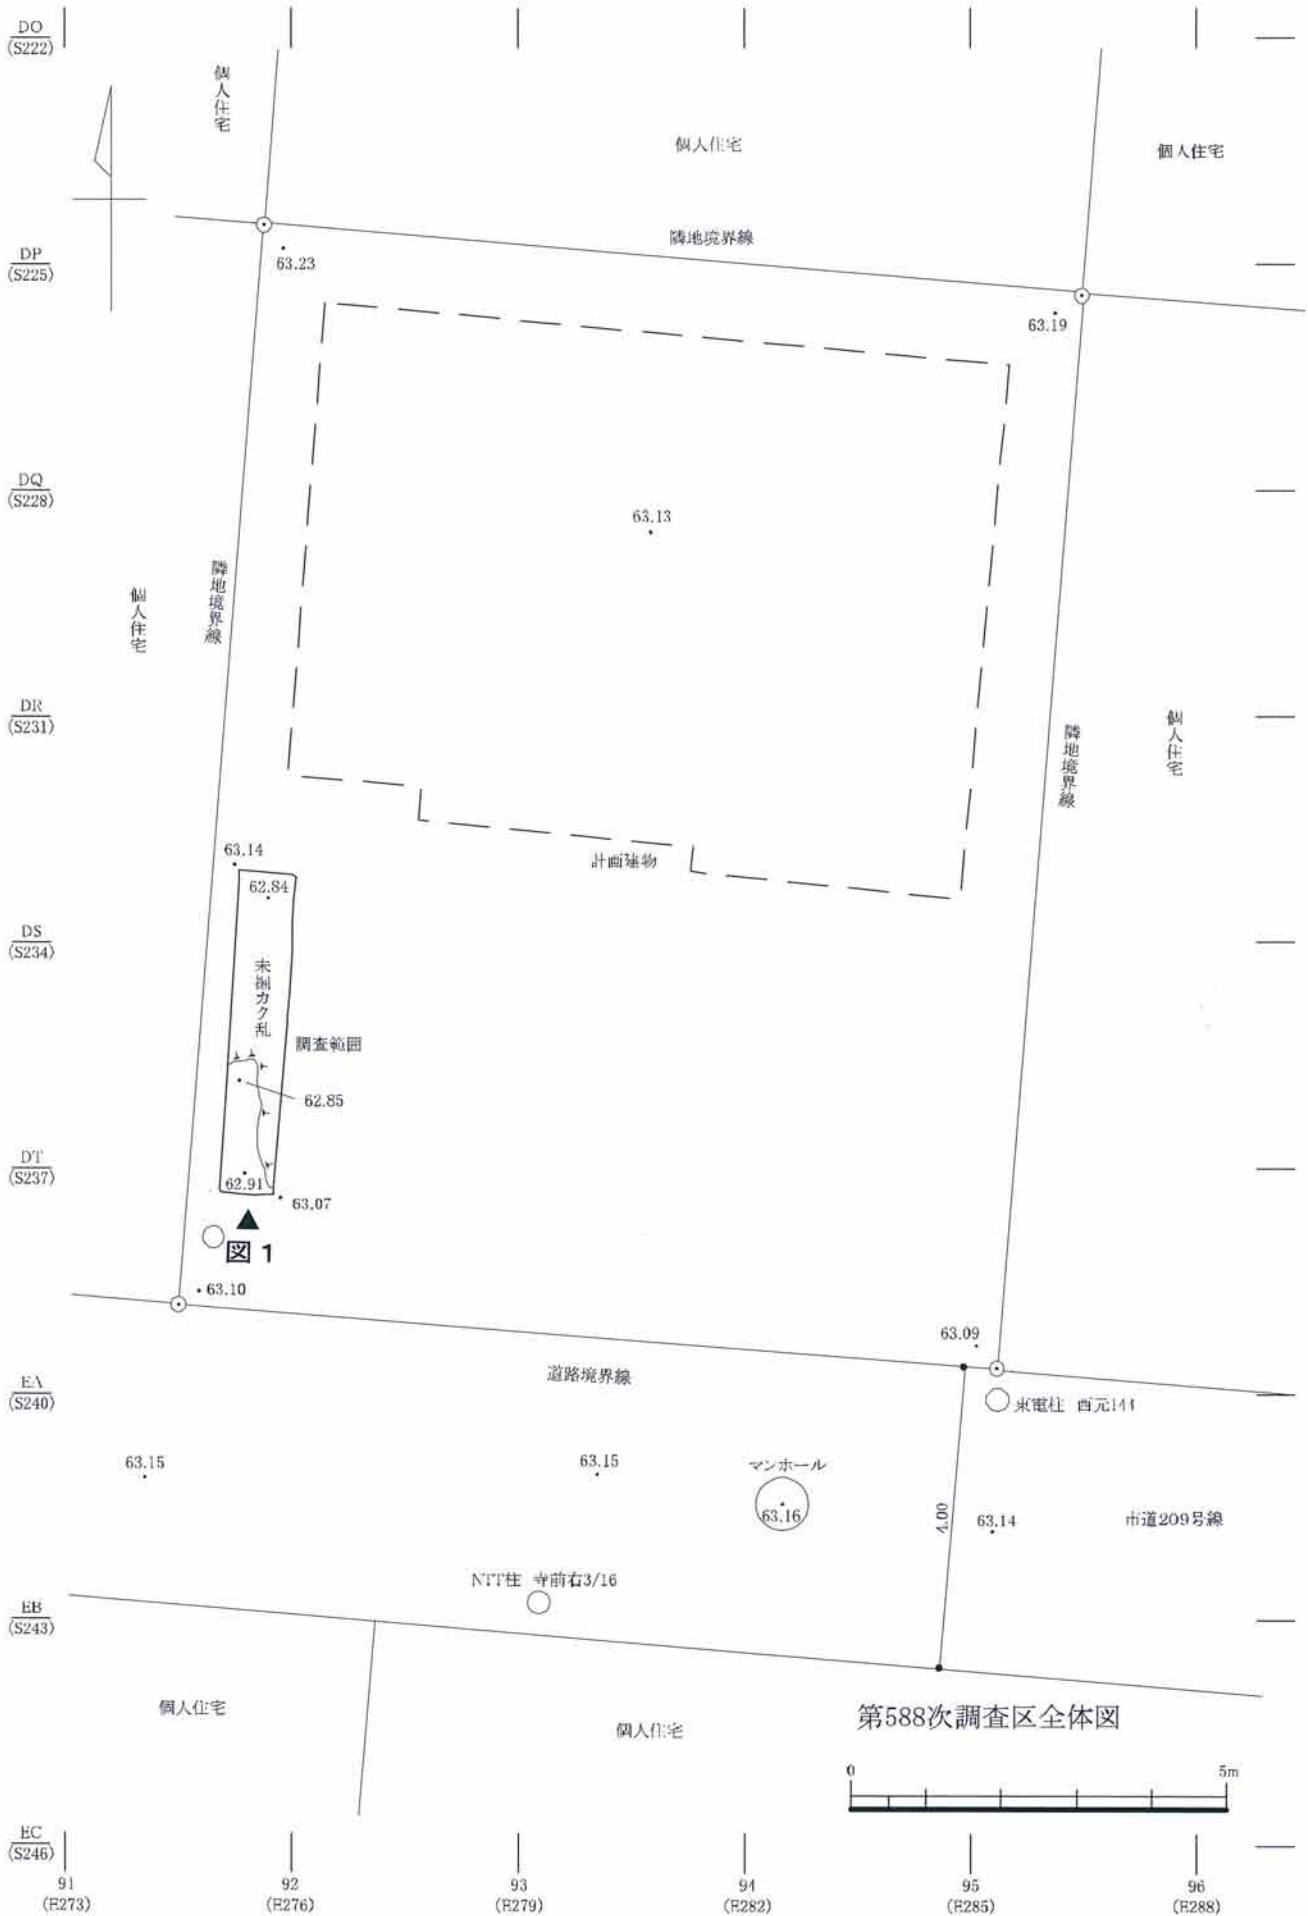 DO
(S222)
個人住宅
個人住宅
個人住宅
隣地境界線
DP
(S225)
63.23
63.19
DQ
(S228)
63.13
隣地境界線
個人住宅
DR
(S231)
個人住宅
隣地境界線
63.14
計画建物
62.84
DS
(S234)
未掘カク乱
調査範囲
62.85
DT
(S237)
62.91
63.07
図 1
63.10
63.09
道路境界線
EA
(S240)
東電柱 西元144
63.15
63.15
マンホール
63.16
4.00
63.14
市道209号線
NTT柱 寺前右3/16
EB
(S243)
個人住宅
個人住宅
第588次調査区全体図
0
5m
EC
(S246)
91
(E273)
92
(E276)
93
(E279)
94
(E282)
95
(E285)
96
(E288)